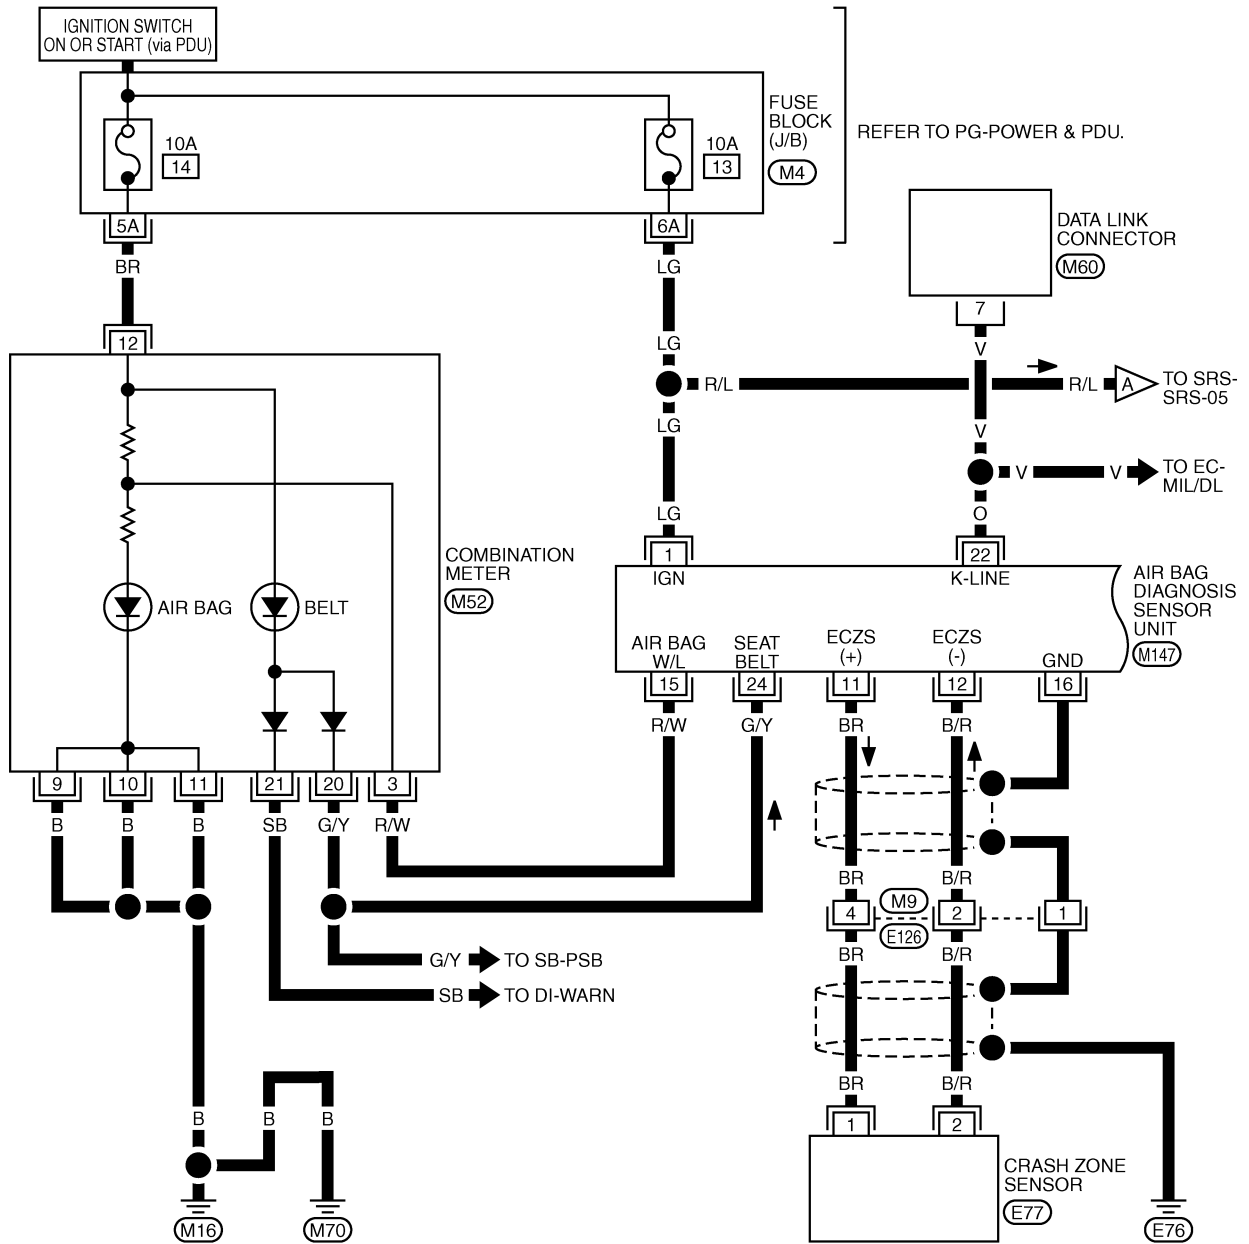 IGNITION SWITCH
ON OR START (via PDU)
FUSE
BLOCK
(J/B)
M4
10A
14
10A
13
REFER TO PG-POWER & PDU.
5A
6A
BR
LG
DATA LINK
CONNECTOR
M60
7
12
LG
V
R/L
R/L
A
TO SRS-
SRS-05
LG
V
V
V
TO EC-
MIL/DL
LG
O
1
22
COMBINATION
METER
M52
IGN
K-LINE
AIR BAG
DIAGNOSIS
SENSOR
UNIT
M147
AIR BAG
BELT
AIR BAG
W/L
SEAT
BELT
ECZS
(+)
ECZS
(-)
GND
15
24
11
12
16
R/W
G/Y
BR
B/R
9
10
11
21
20
3
B
B
B
SB
G/Y
R/W
BR
B/R
4
M9
2
1
E126
BR
B/R
G/Y
TO SB-PSB
SB
TO DI-WARN
BR
B/R
B
B
B
1
2
CRASH ZONE
SENSOR
E77
M16
M70
E76